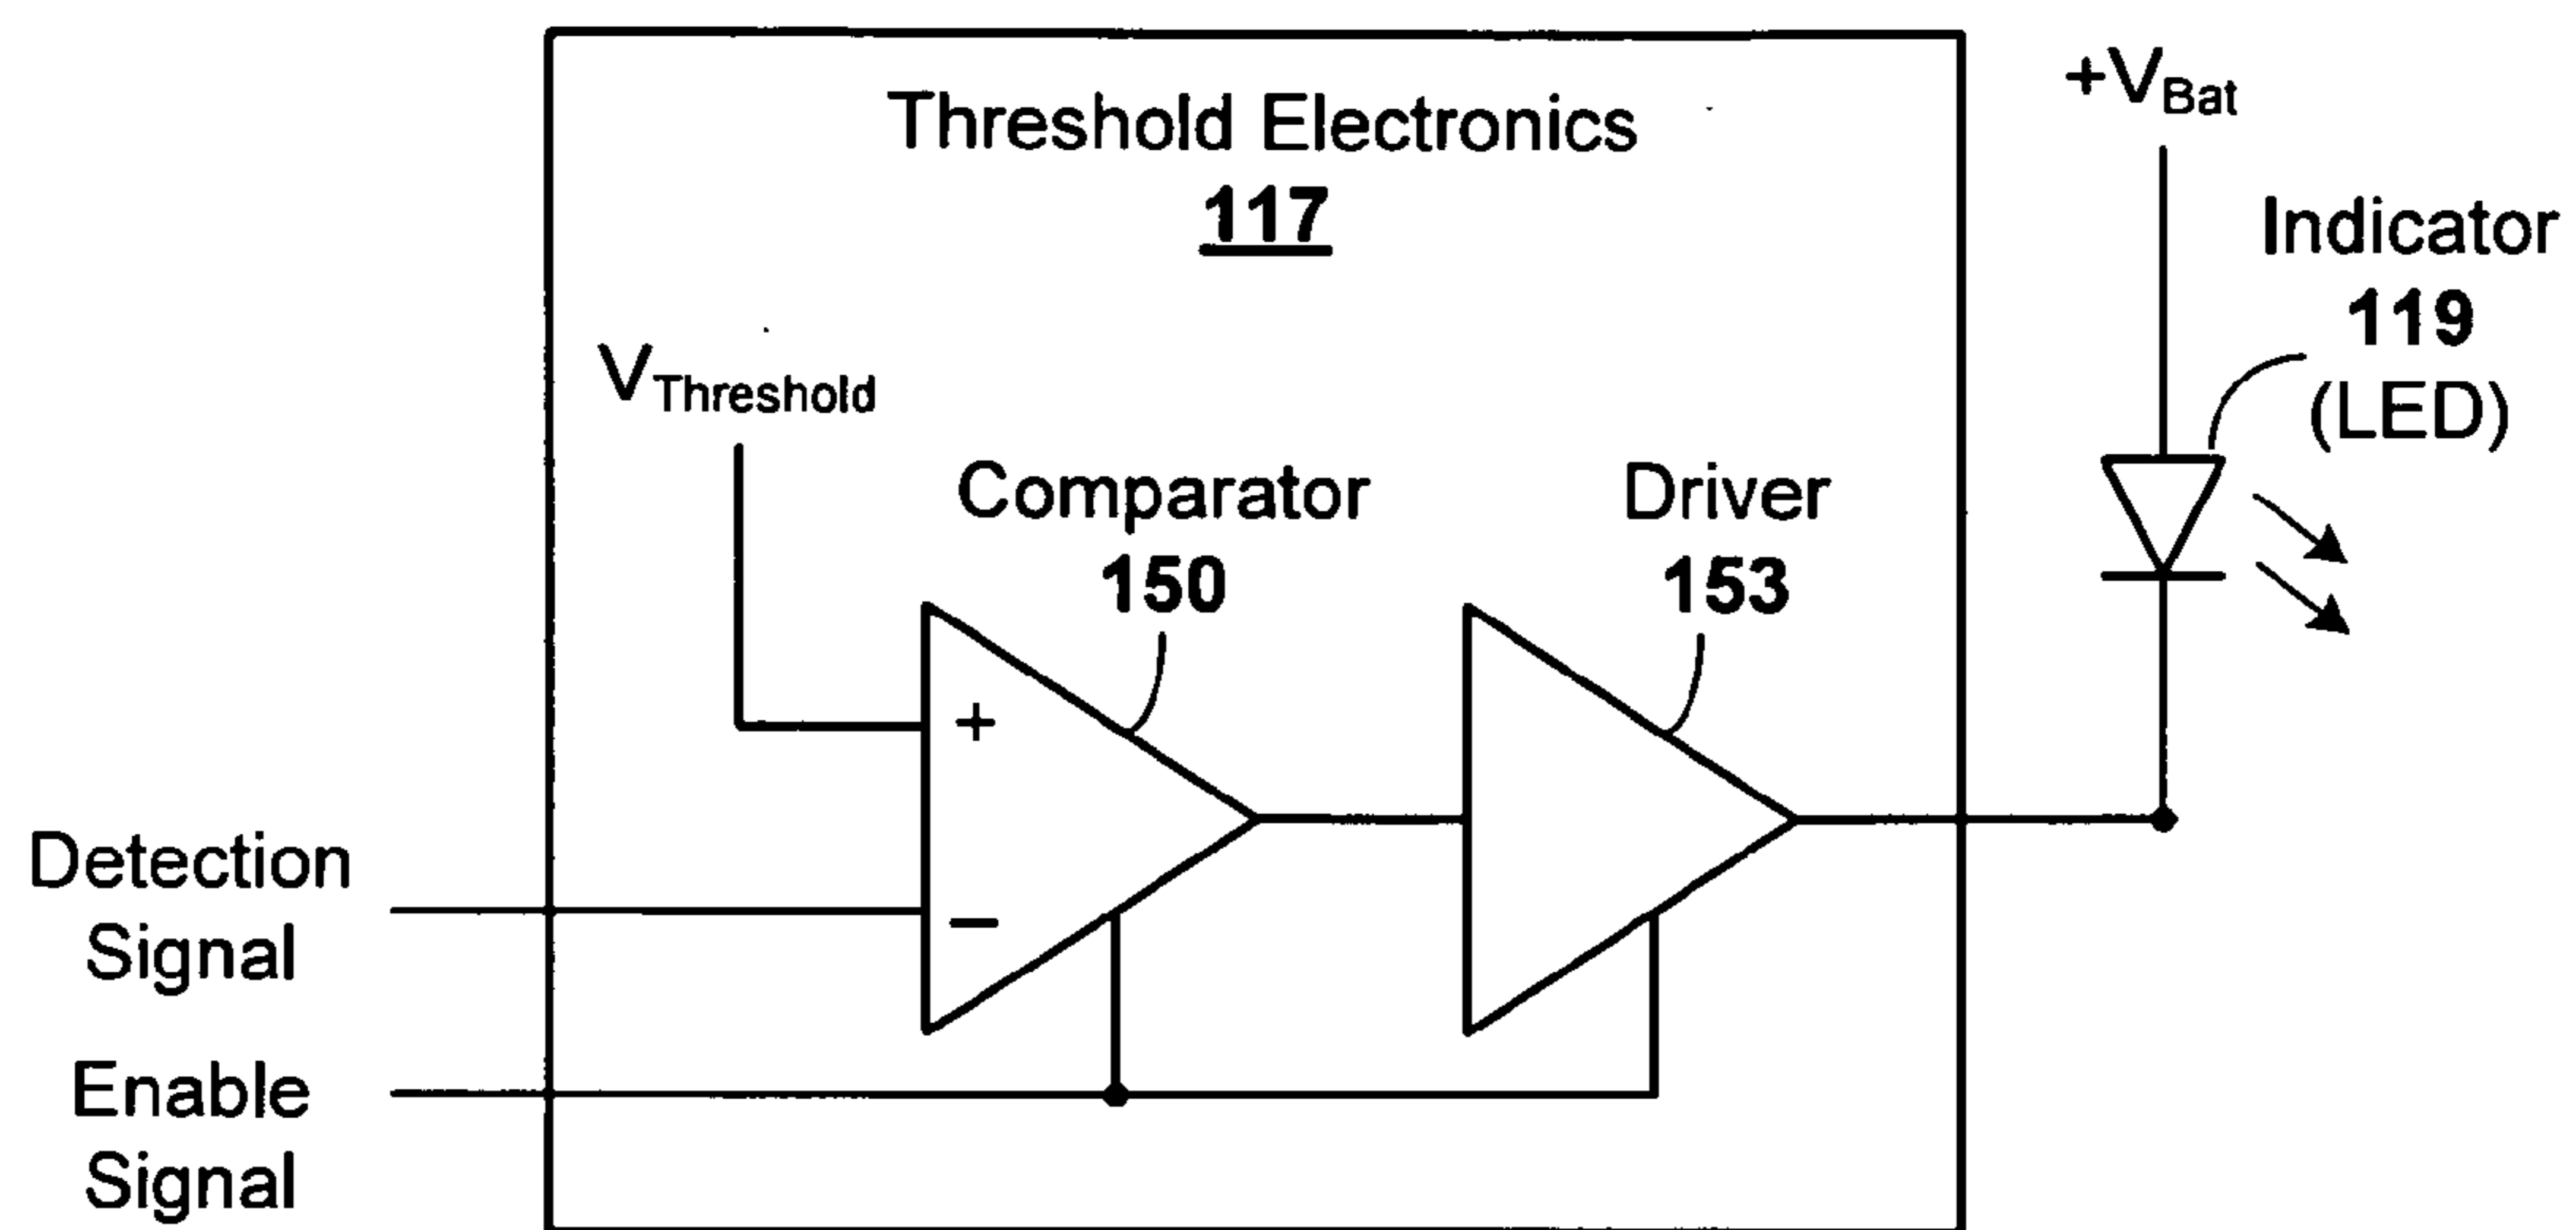 Threshold Electronics
117
+VBat
Indicator
119
(LED)
VThreshold
Comparator
150
Driver
153
+
–
Detection
Signal
Enable
Signal